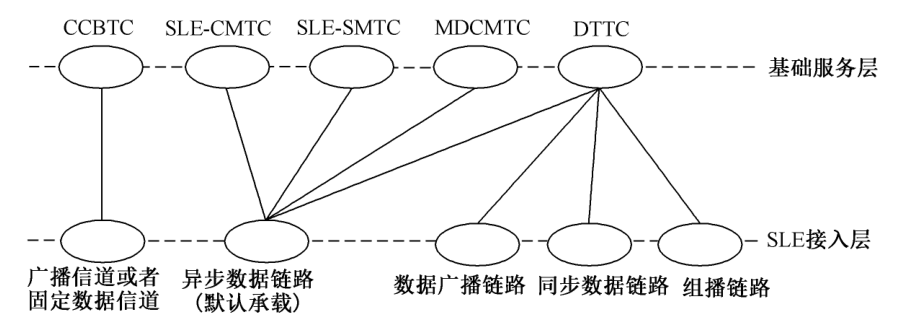 CCBTC SLE-CMTC SLE-SMTC MDCMTC DTTC
基础服务层
SLE接入层
广播信道或者
固定数据信道
异步数据链路
(默认承载)
数据广播链路
同步数据链路
组播链路